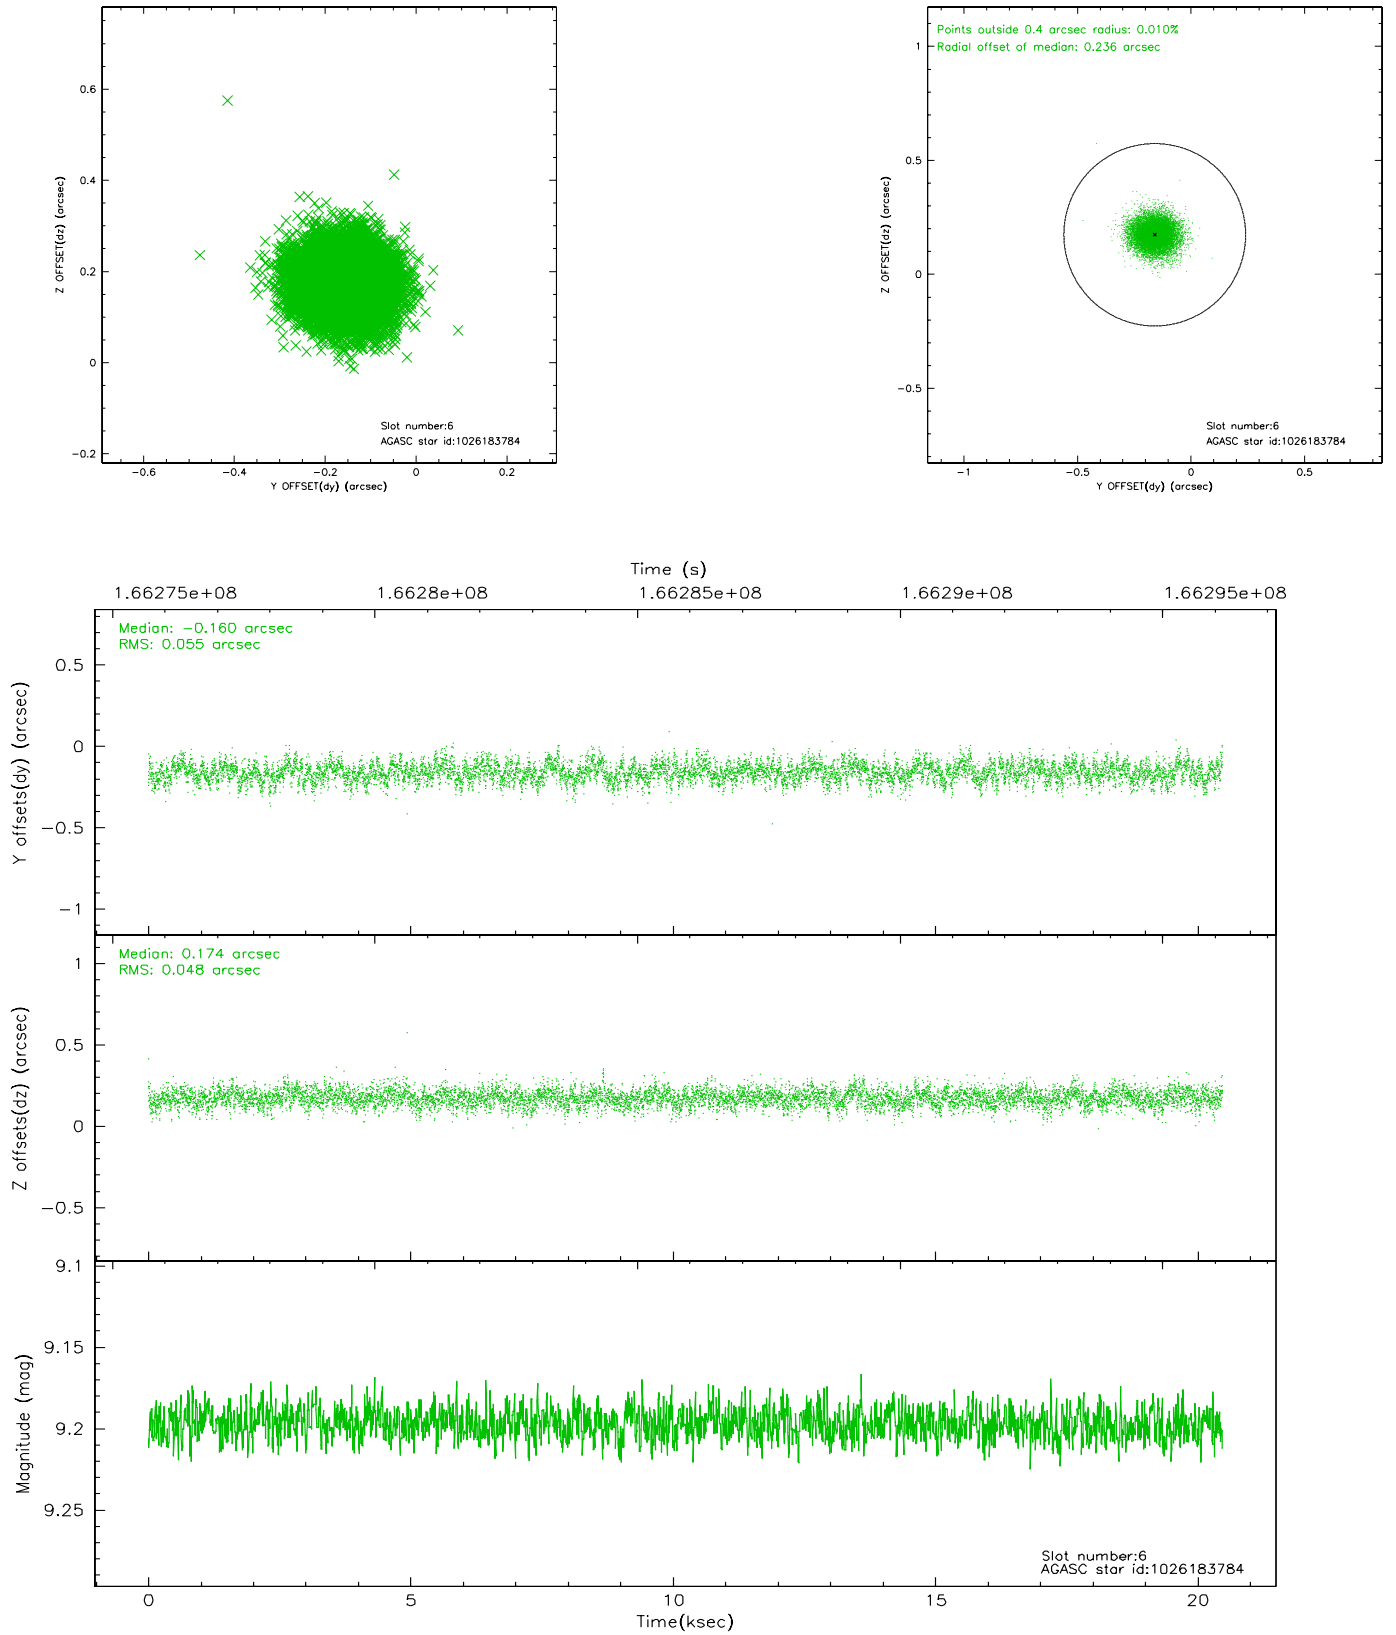 0.6
0.4
0.2
0
−0.2
−0.6
−0.4
−0.2
0
0.2
Z OFFSET(dz) (arcsec)
Y OFFSET(dy) (arcsec)
Slot number:6
AGASC star id:1026183784
Points outside 0.4 arcsec radius: 0.010%
Radial offset of median: 0.236 arcsec
1
0.5
0
−0.5
−1
−0.5
0
0.5
Z OFFSET(dz) (arcsec)
Y OFFSET(dy) (arcsec)
Slot number:6
AGASC star id:1026183784
Time (s)
1.66275e+08
1.6628e+08
1.66285e+08
1.6629e+08
1.66295e+08
Median: −0.160 arcsec
RMS: 0.055 arcsec
0.5
0
−0.5
−1
Y offsets(dy) (arcsec)
Median: 0.174 arcsec
RMS: 0.048 arcsec
1
0.5
0
−0.5
Z offsets(dz) (arcsec)
9.1
9.15
9.2
9.25
Magnitude (mag)
Slot number:6
AGASC star id:1026183784
0
5
10
15
20
Time(ksec)